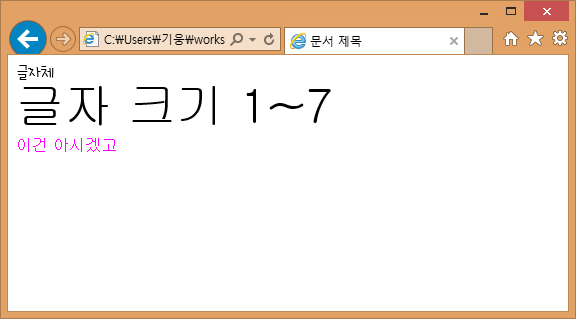 C:₩Users₩기웅₩works
문서 제목
글자체
글자 크기 1~7
이건 아시겠고